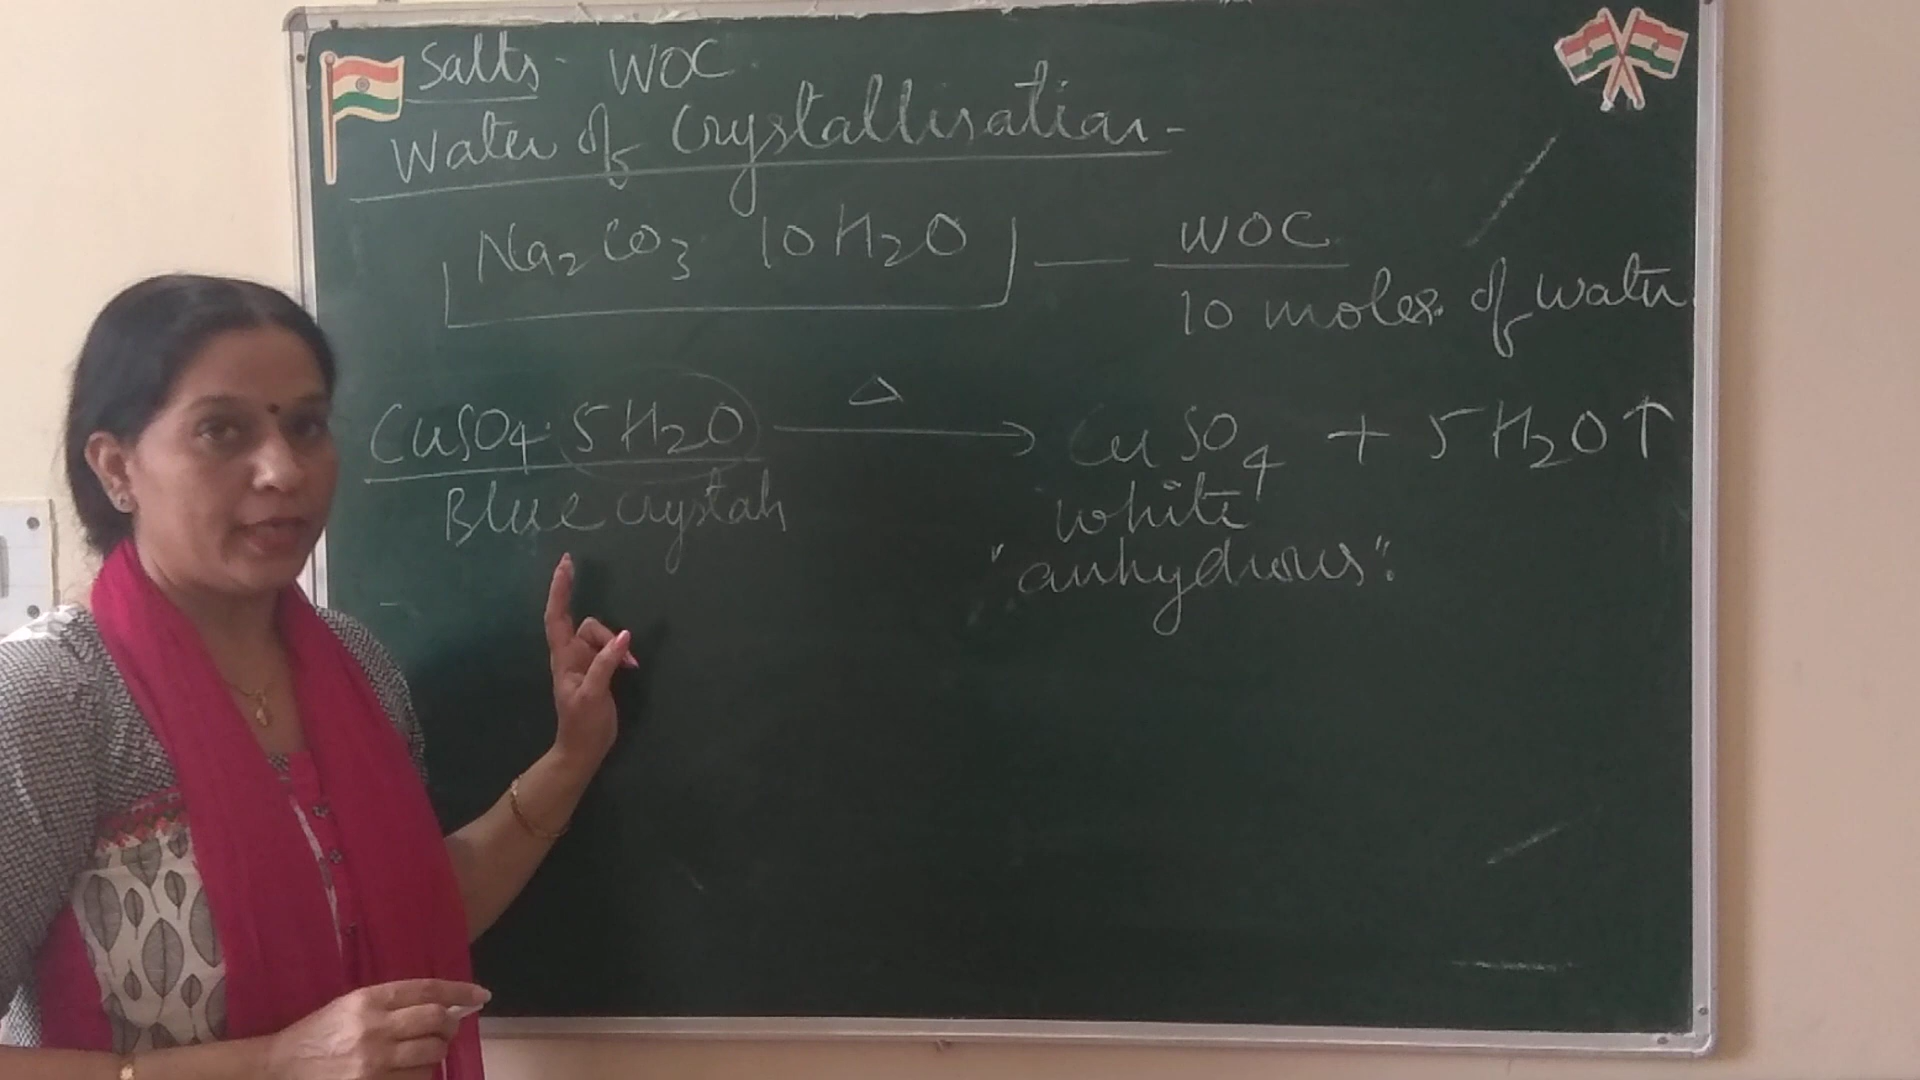 Salts - WOC
Water of Crystallisation -
Na2CO3 10H2O — WOC
10 moles of water
CuSO4·5H2O —Δ→ CuSO4 + 5H2O↑
Blue crystals white
"anhydrous".